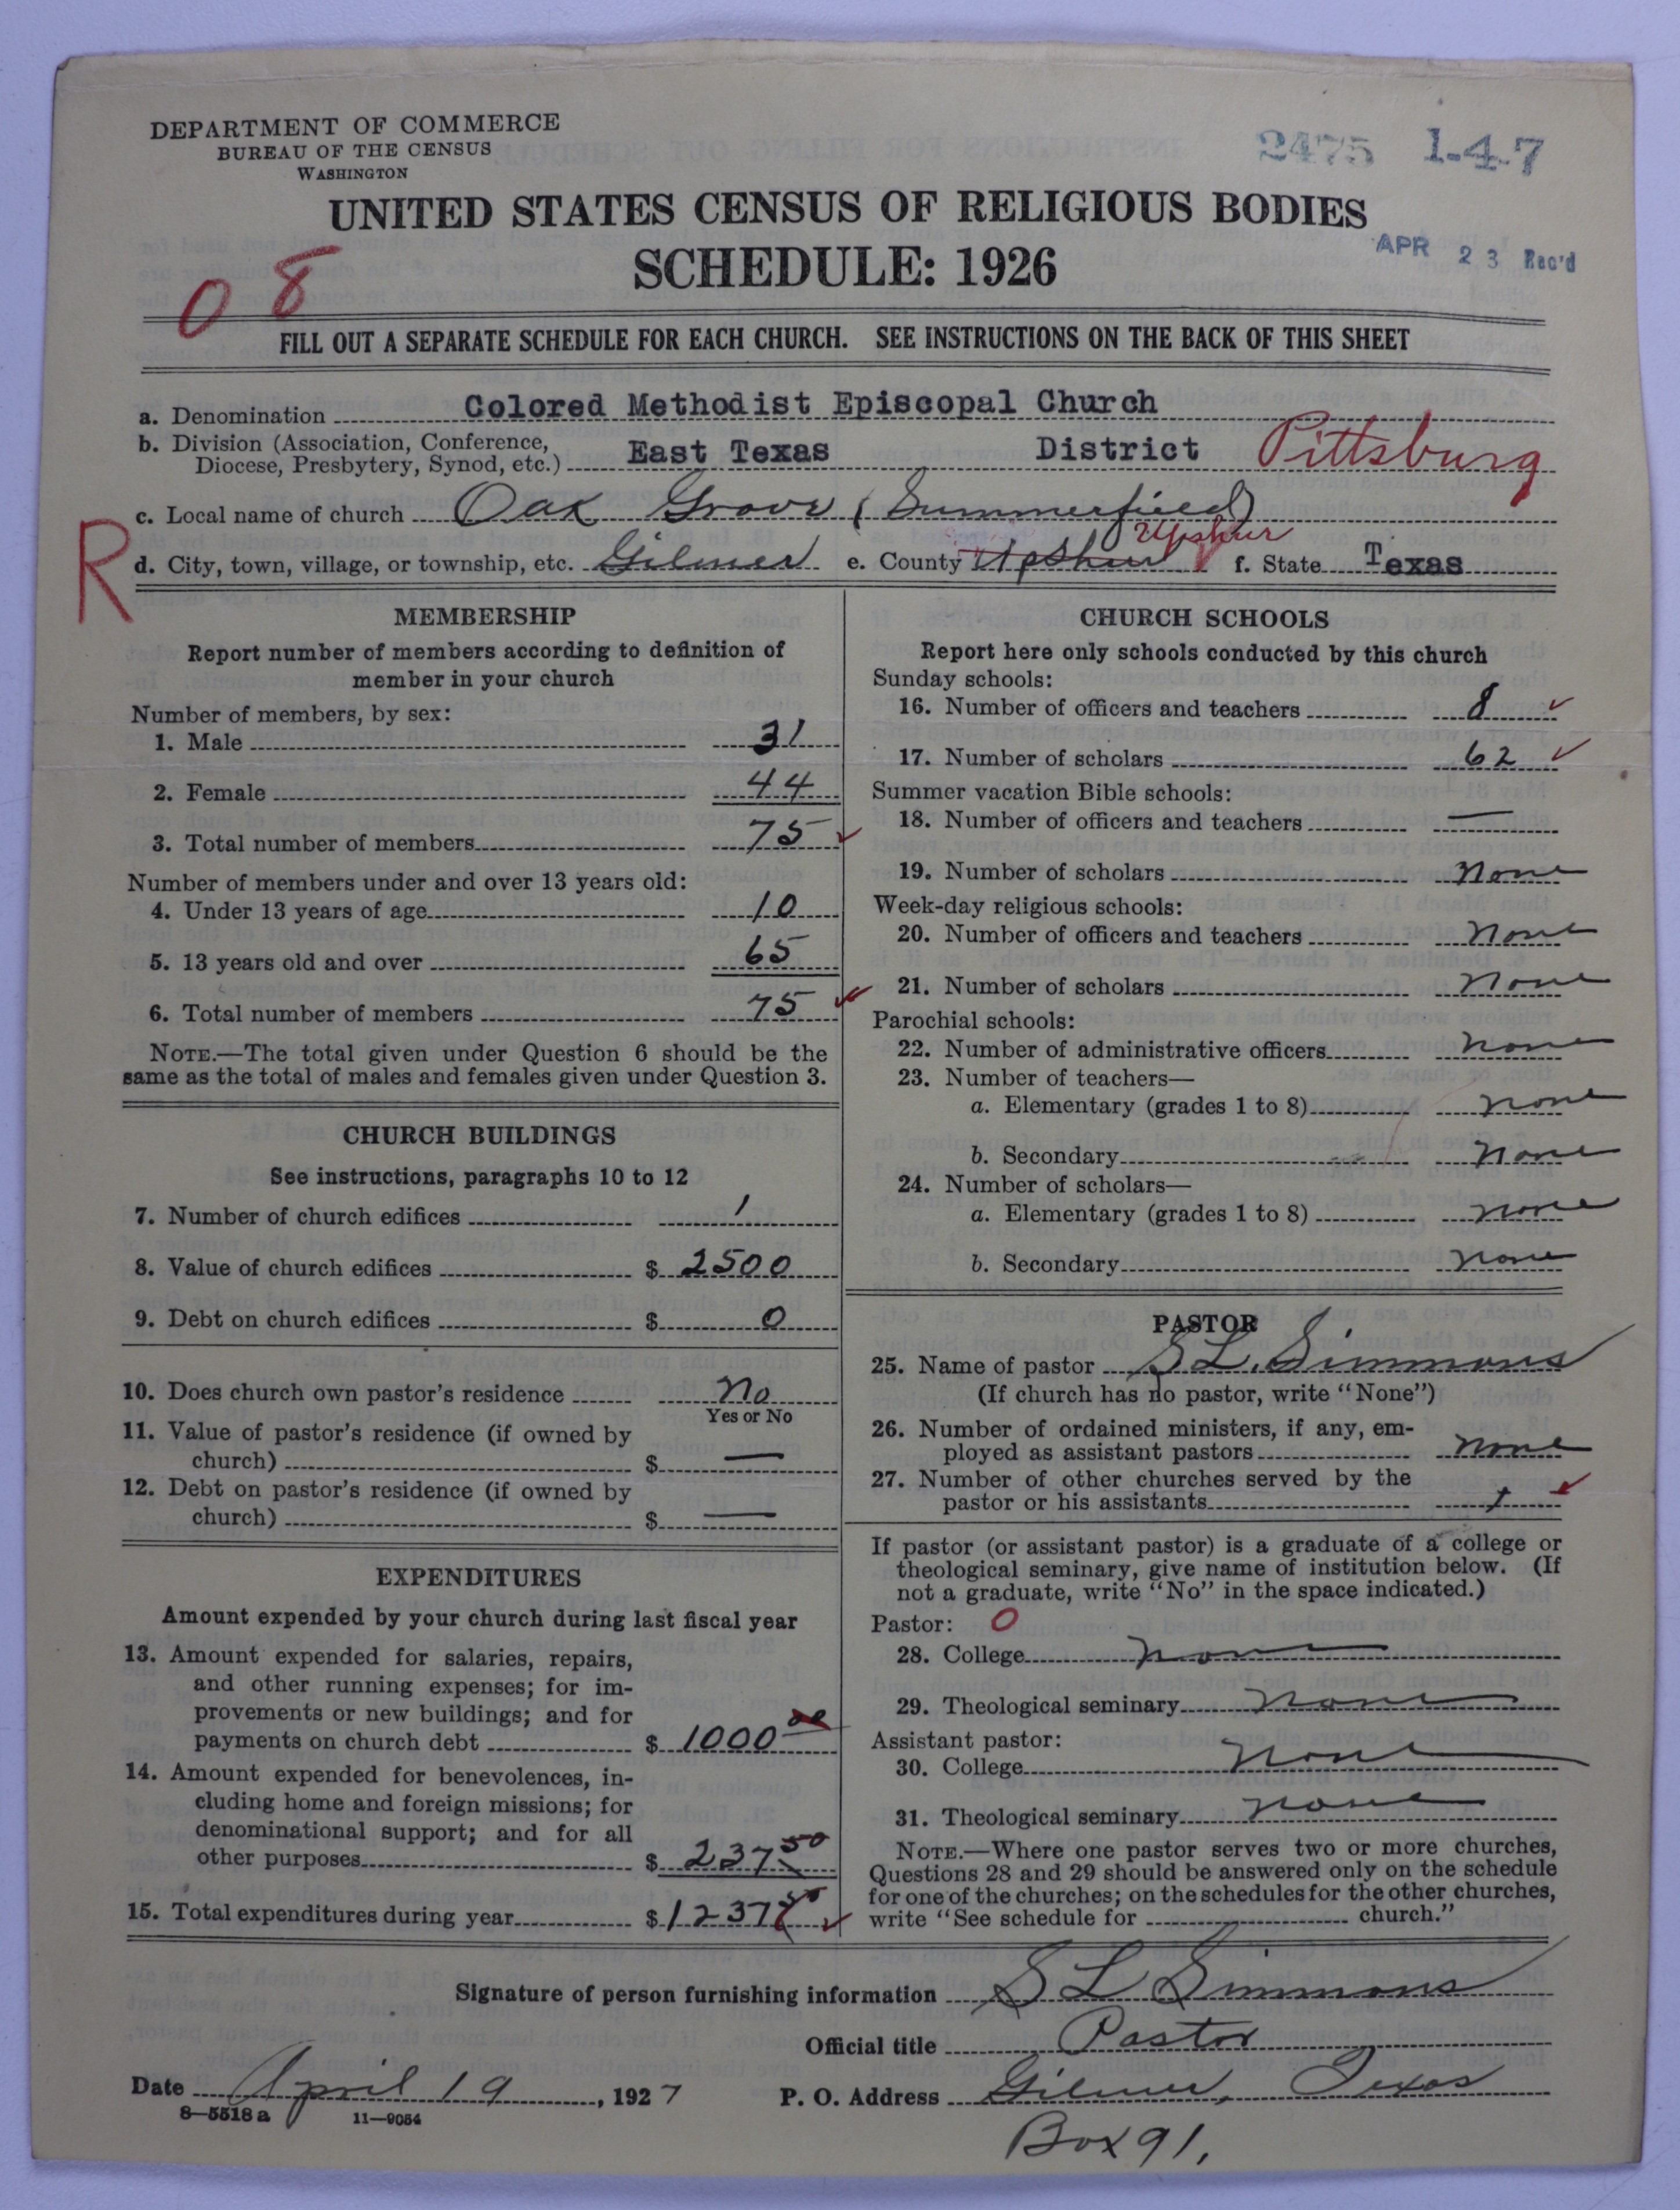 DEPARTMENT OF COMMERCE
BUREAU OF THE CENSUS
WASHINGTON
2475 1-4-7
UNITED STATES CENSUS OF RELIGIOUS BODIES
SCHEDULE: 1926
APR 23 Rec'd
08
FILL OUT A SEPARATE SCHEDULE FOR EACH CHURCH. SEE INSTRUCTIONS ON THE BACK OF THIS SHEET
a. Denomination Colored Methodist Episcopal Church
b. Division (Association, Conference, Diocese, Presbytery, Synod, etc.) East Texas District Pittsburg
c. Local name of church Oak Grove (Summerfield)
Upshur
R
d. City, town, village, or township, etc. Gilmer e. County Upshur f. State Texas
MEMBERSHIP
Report number of members according to definition of
member in your church
Number of members, by sex:
1. Male 31
2. Female 44
3. Total number of members 75
Number of members under and over 13 years old:
4. Under 13 years of age 10
5. 13 years old and over 65
6. Total number of members 75
NOTE.—The total given under Question 6 should be the
same as the total of males and females given under Question 3.
CHURCH BUILDINGS
See instructions, paragraphs 10 to 12
7. Number of church edifices 1
8. Value of church edifices $ 2500
9. Debt on church edifices $ 0
10. Does church own pastor's residence No
Yes or No
11. Value of pastor's residence (if owned by
church) $ —
12. Debt on pastor's residence (if owned by
church) $ —
EXPENDITURES
Amount expended by your church during last fiscal year
13. Amount expended for salaries, repairs,
and other running expenses; for im-
provements or new buildings; and for
payments on church debt $ 1000 00
14. Amount expended for benevolences, in-
cluding home and foreign missions; for
denominational support; and for all
other purposes $ 237 50
15. Total expenditures during year $ 1237 50
CHURCH SCHOOLS
Report here only schools conducted by this church
Sunday schools:
16. Number of officers and teachers 8
17. Number of scholars 62
Summer vacation Bible schools:
18. Number of officers and teachers —
19. Number of scholars None
Week-day religious schools:
20. Number of officers and teachers None
21. Number of scholars None
Parochial schools:
22. Number of administrative officers None
23. Number of teachers—
a. Elementary (grades 1 to 8) None
b. Secondary None
24. Number of scholars—
a. Elementary (grades 1 to 8) None
b. Secondary None
PASTOR
25. Name of pastor S L. Simmons
(If church has no pastor, write "None")
26. Number of ordained ministers, if any, em-
ployed as assistant pastors None
27. Number of other churches served by the
pastor or his assistants 1
If pastor (or assistant pastor) is a graduate of a college or
theological seminary, give name of institution below. (If
not a graduate, write "No" in the space indicated.)
Pastor: 0
28. College None
29. Theological seminary None
Assistant pastor:
30. College None
31. Theological seminary None
NOTE.—Where one pastor serves two or more churches,
Questions 28 and 29 should be answered only on the schedule
for one of the churches; on the schedules for the other churches,
write "See schedule for church."
Signature of person furnishing information S L Simmons
Official title Pastor
Date April 19, 1927 P. O. Address Gilmer, Texas
8—5518 a 11—9054
Box 91.